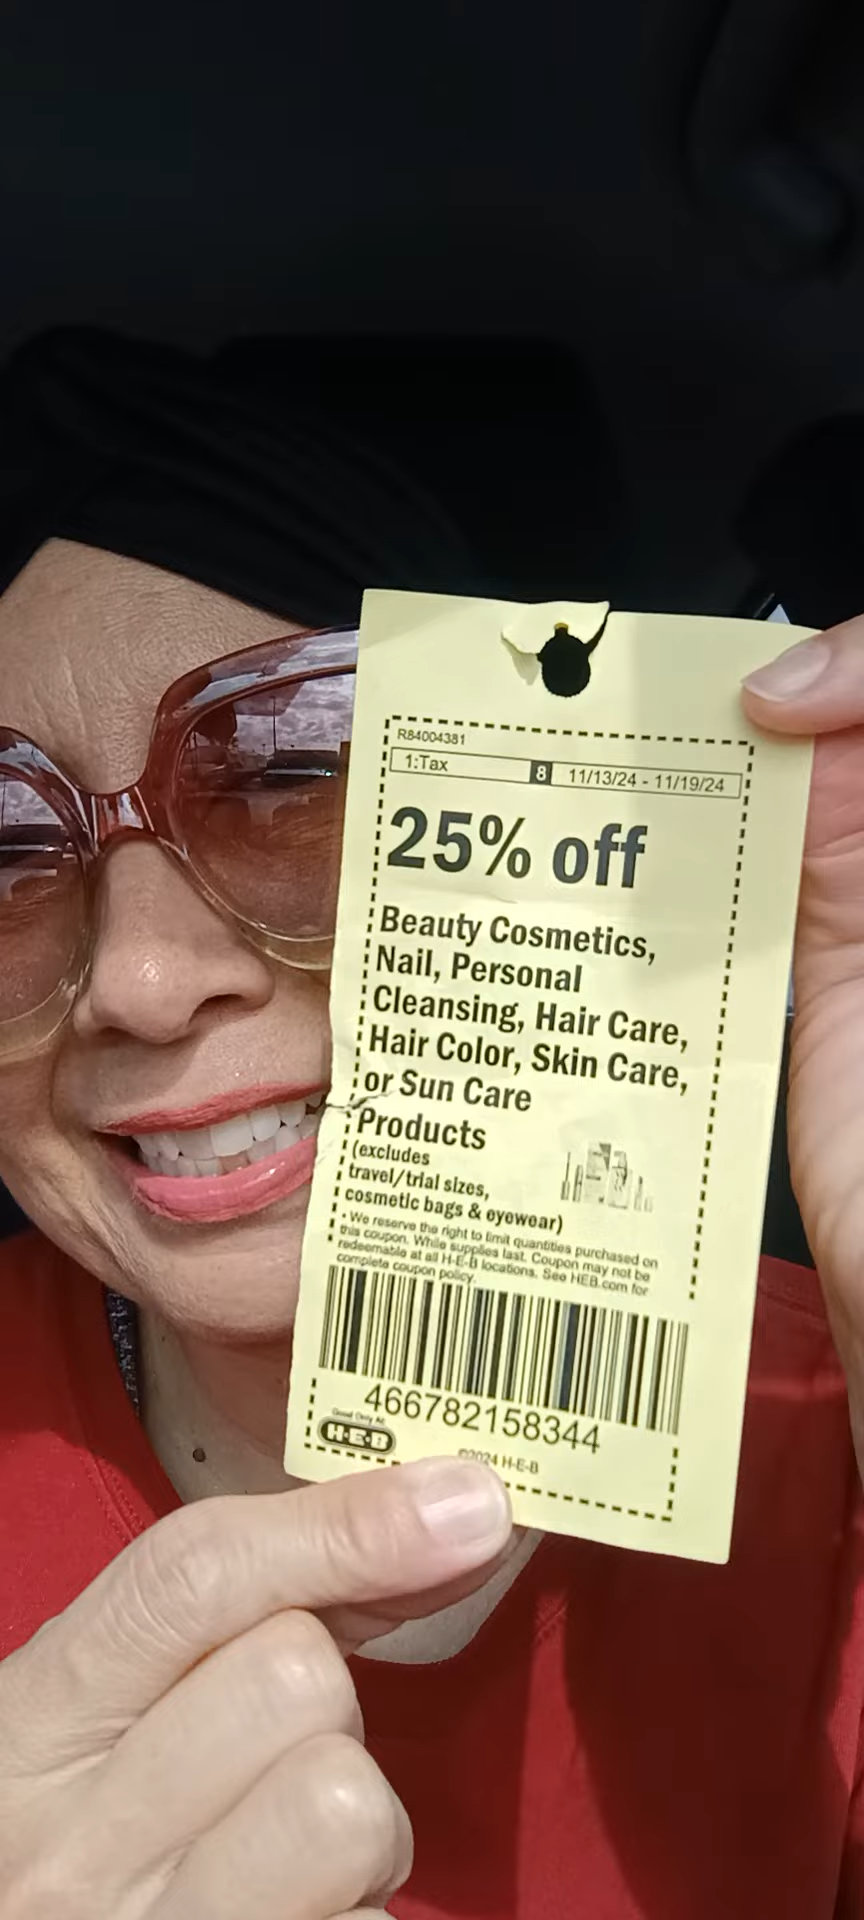 R84004381
1:Tax 8 11/13/24 - 11/19/24
25% off
Beauty Cosmetics,
Nail, Personal
Cleansing, Hair Care,
Hair Color, Skin Care,
or Sun Care
Products
(excludes
travel/trial sizes,
cosmetic bags & eyewear)
• We reserve the right to limit quantities purchased on
this coupon. While supplies last. Coupon may not be
redeemable at all H-E-B locations. See HEB.com for
complete coupon policy.
466782158344
Good Only At
H-E-B
©2024 H-E-B